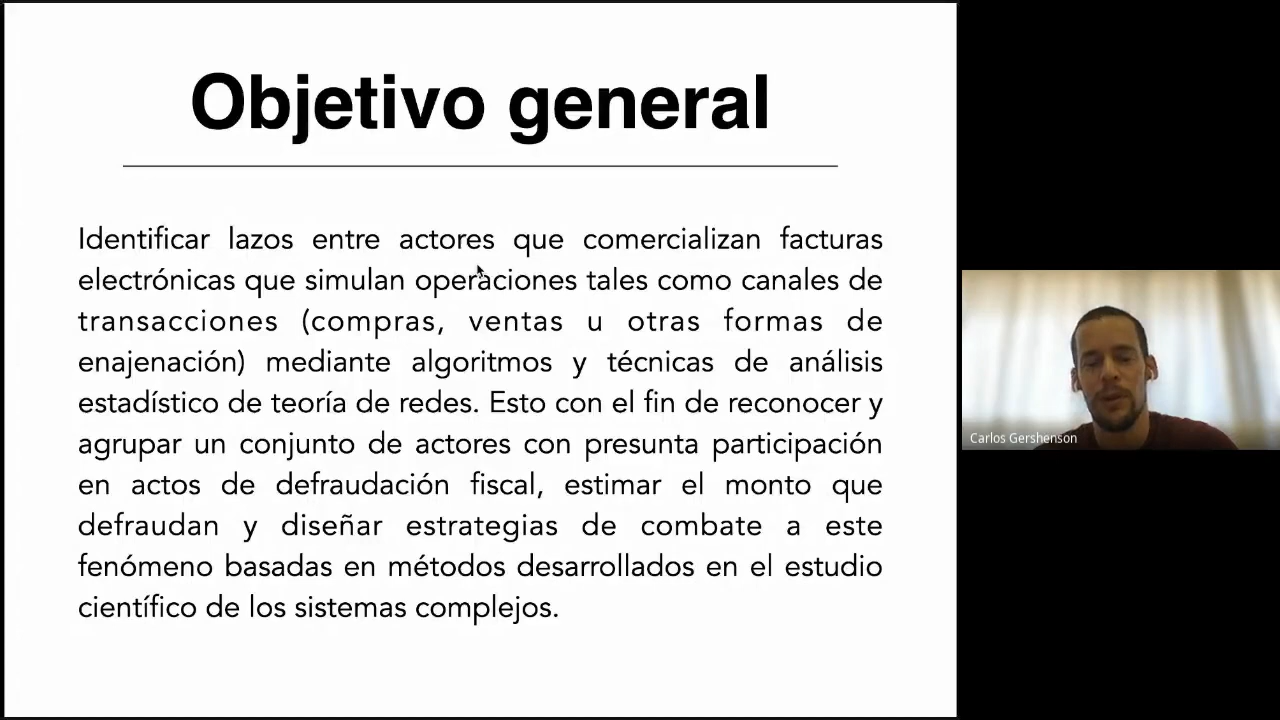 Objetivo general
Identificar lazos entre actores que comercializan facturas
electrónicas que simulan operaciones tales como canales de
transacciones (compras, ventas u otras formas de
enajenación) mediante algoritmos y técnicas de análisis
estadístico de teoría de redes. Esto con el fin de reconocer y
agrupar un conjunto de actores con presunta participación
en actos de defraudación fiscal, estimar el monto que
defraudan y diseñar estrategias de combate a este
fenómeno basadas en métodos desarrollados en el estudio
científico de los sistemas complejos.
Carlos Gershenson